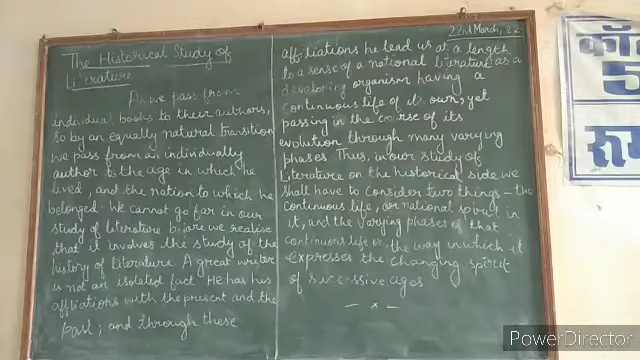 22nd March, 22
The Historical Study of
Literature
As we pass from
individual books to their authors,
so by an equally natural transition
we pass from an individually
author to the age in which he
lived, and the nation to which he
belonged. We cannot go far in our
study of literature before we realise
that it involves the study of the
history of literature. A great writer
is not an isolated fact. He has his
affliations with the present and the
past; and through these
affiliations he lead us at a length
to a sense of a national literature as a
developing organism having a
continuous life of its own, yet
passing in the course of its
evolution through many varying
phases. Thus, in our study of
literature on the historical side we
shall have to consider two things - the
continuous life, or national spirit in
it, and the varying phases of that
continuous life or the way in which it
expresses the changing spirit
of successive ages
— x —
कॉ
5
रू
PowerDirector